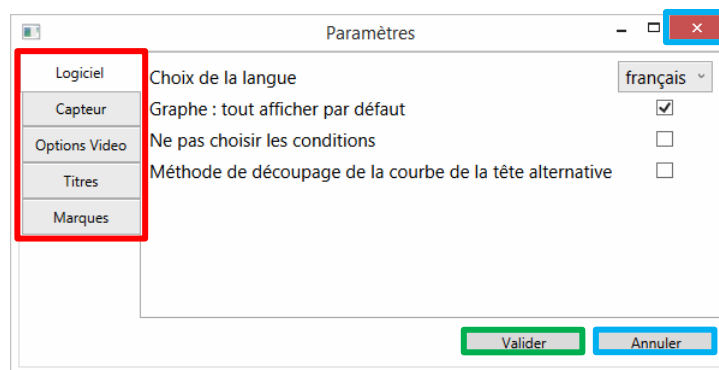 Paramètres
Logiciel
Capteur
Options Video
Titres
Marques
Choix de la langue français
Graphe : tout afficher par défaut
Ne pas choisir les conditions
Méthode de découpage de la courbe de la tête alternative
Valider Annuler